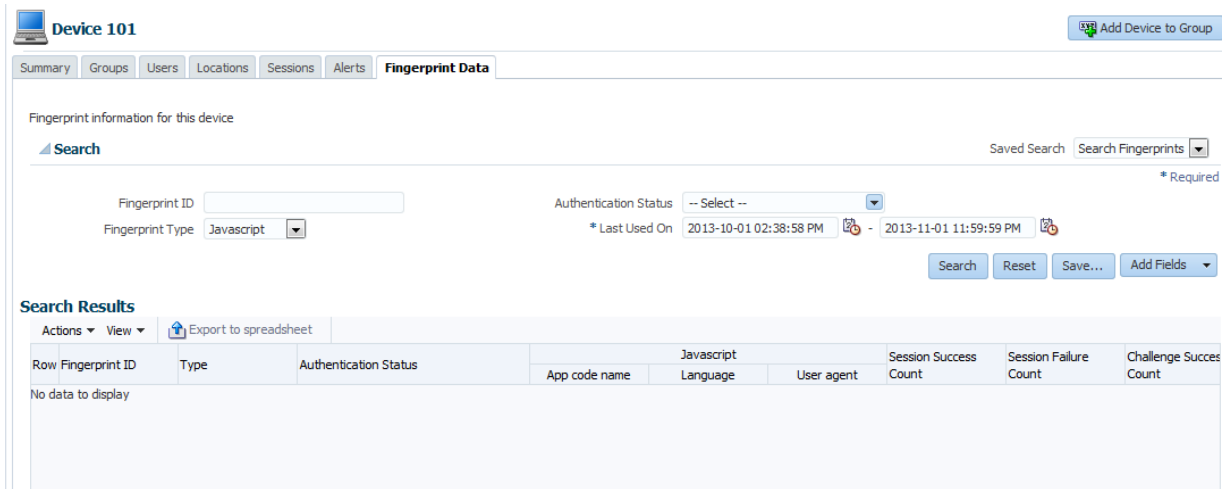 Device 101
Add Device to Group
Summary Groups Users Locations Sessions Alerts Fingerprint Data
Fingerprint information for this device
Search
Saved Search Search Fingerprints
* Required
Fingerprint ID
Authentication Status -- Select --
Fingerprint Type Javascript
* Last Used On 2013-10-01 02:38:58 PM - 2013-11-01 11:59:59 PM
Search Reset Save... Add Fields
Search Results
Actions View Export to spreadsheet
Row Fingerprint ID Type Authentication Status Javascript Session Success Count Session Failure Count Challenge Succes Count
App code name Language User agent
No data to display